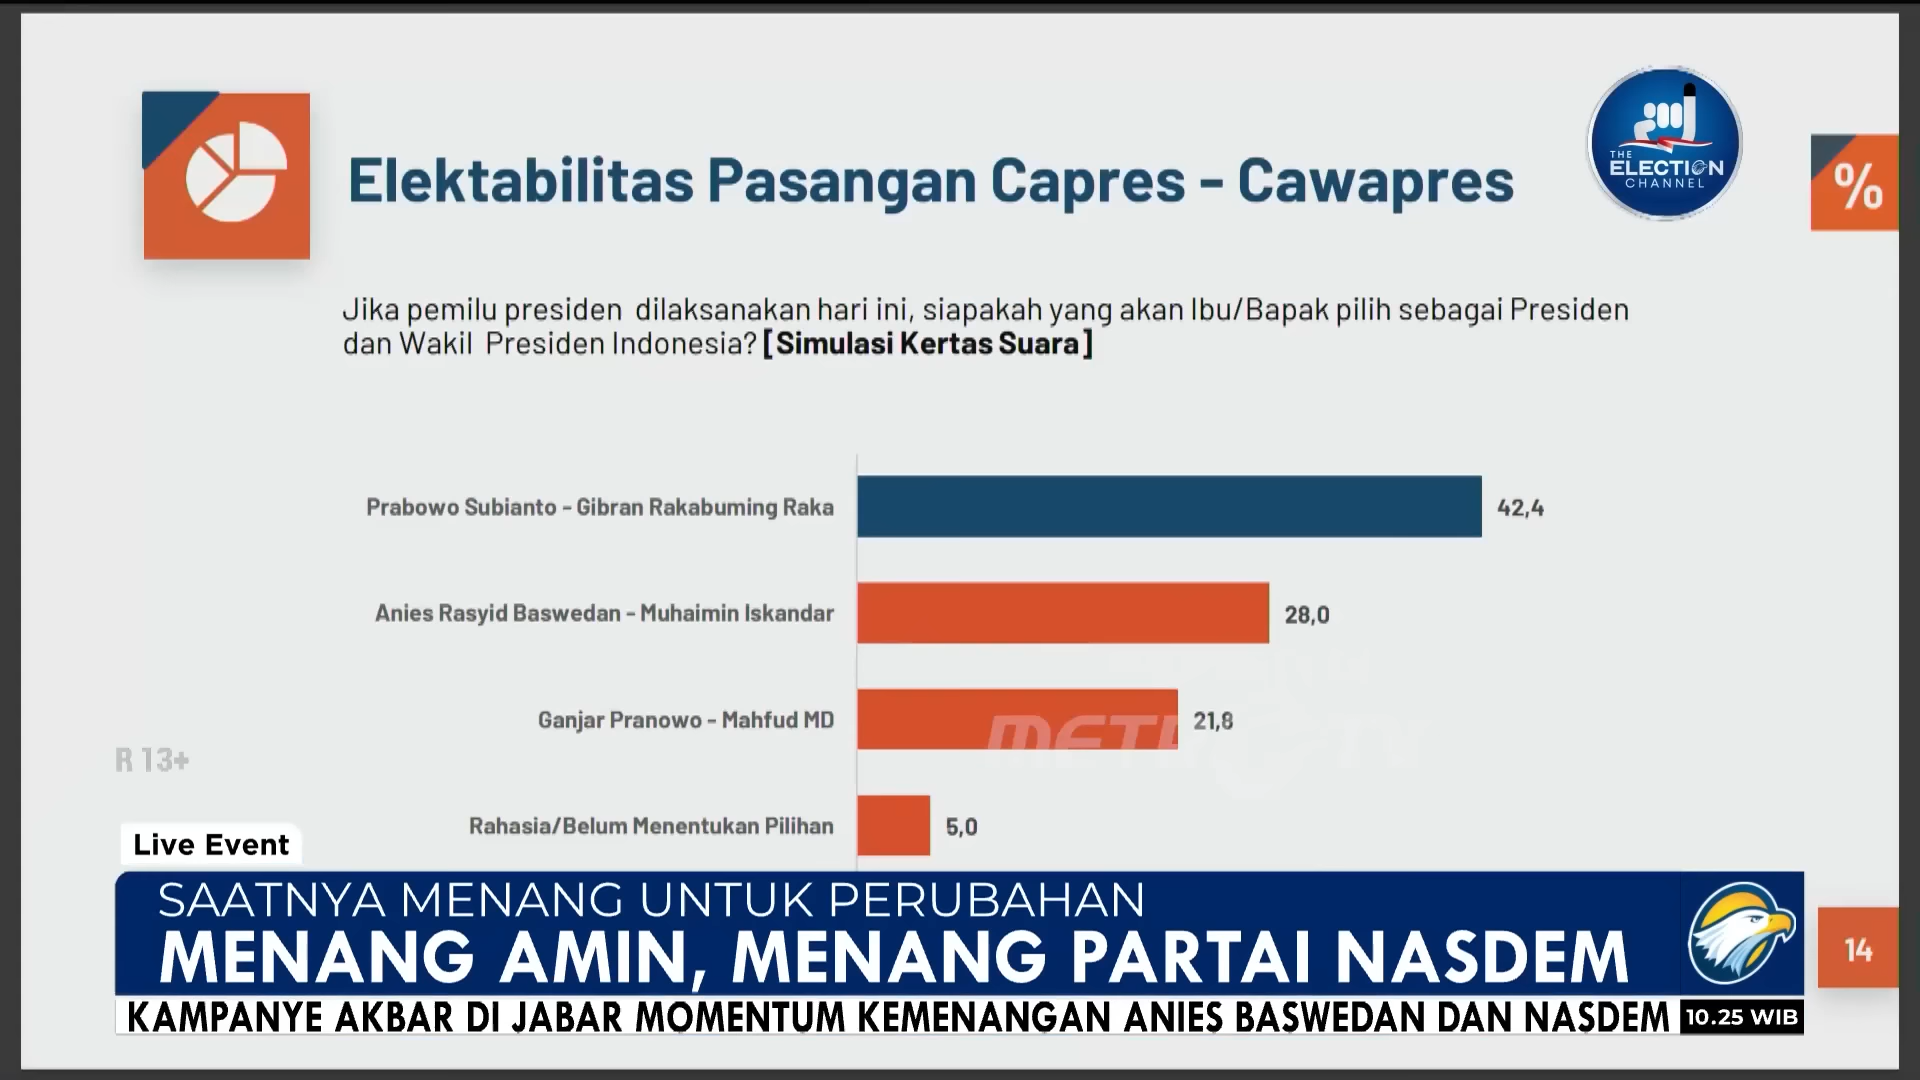 THE
ELECTION
CHANNEL
%
Elektabilitas Pasangan Capres - Cawapres
Jika pemilu presiden dilaksanakan hari ini, siapakah yang akan Ibu/Bapak pilih sebagai Presiden
dan Wakil Presiden Indonesia? [Simulasi Kertas Suara]
Prabowo Subianto - Gibran Rakabuming Raka 42,4
Anies Rasyid Baswedan - Muhaimin Iskandar 28,0
Ganjar Pranowo - Mahfud MD 21,8
R 13+
Rahasia/Belum Menentukan Pilihan 5,0
Live Event
SAATNYA MENANG UNTUK PERUBAHAN
MENANG AMIN, MENANG PARTAI NASDEM
14
KAMPANYE AKBAR DI JABAR MOMENTUM KEMENANGAN ANIES BASWEDAN DAN NASDEM
10.25 WIB